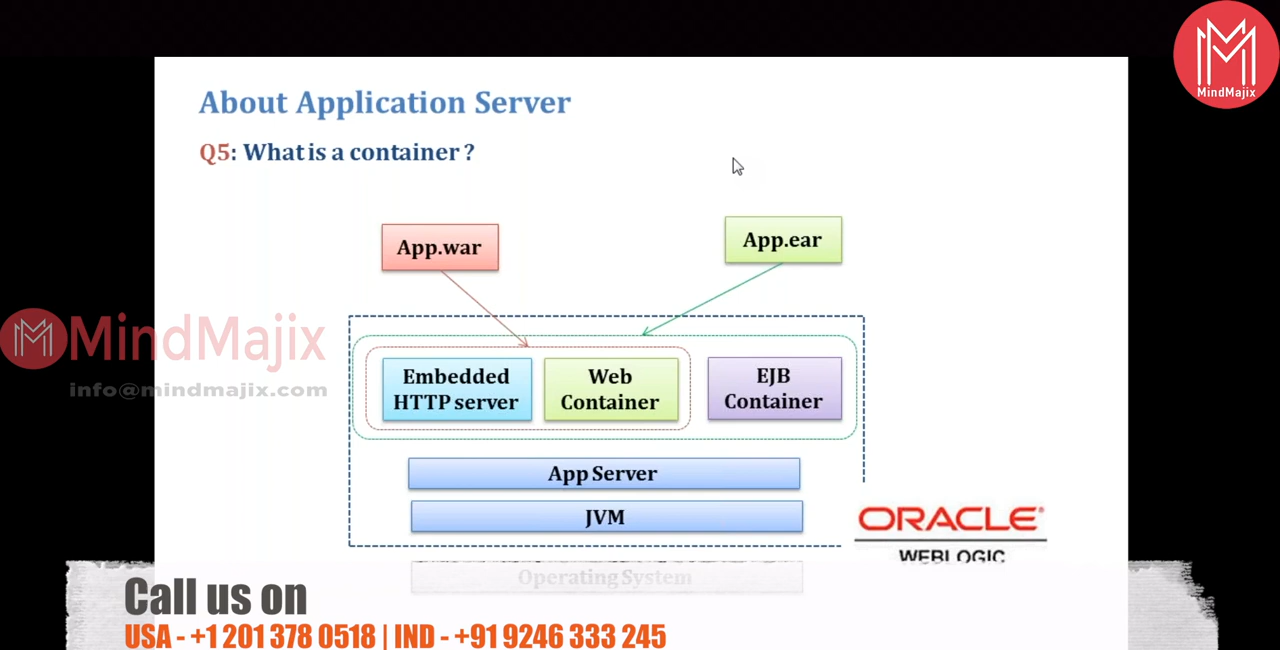 MindMajix
About Application Server
Q5: What is a container ?
App.war
App.ear
MindMajix
info@mindmajix.com
Embedded
HTTP server
Web
Container
EJB
Container
App Server
JVM
ORACLE
WEBLOGIC
Operating System
Call us on
USA - +1 201 378 0518 | IND - +91 9246 333 245